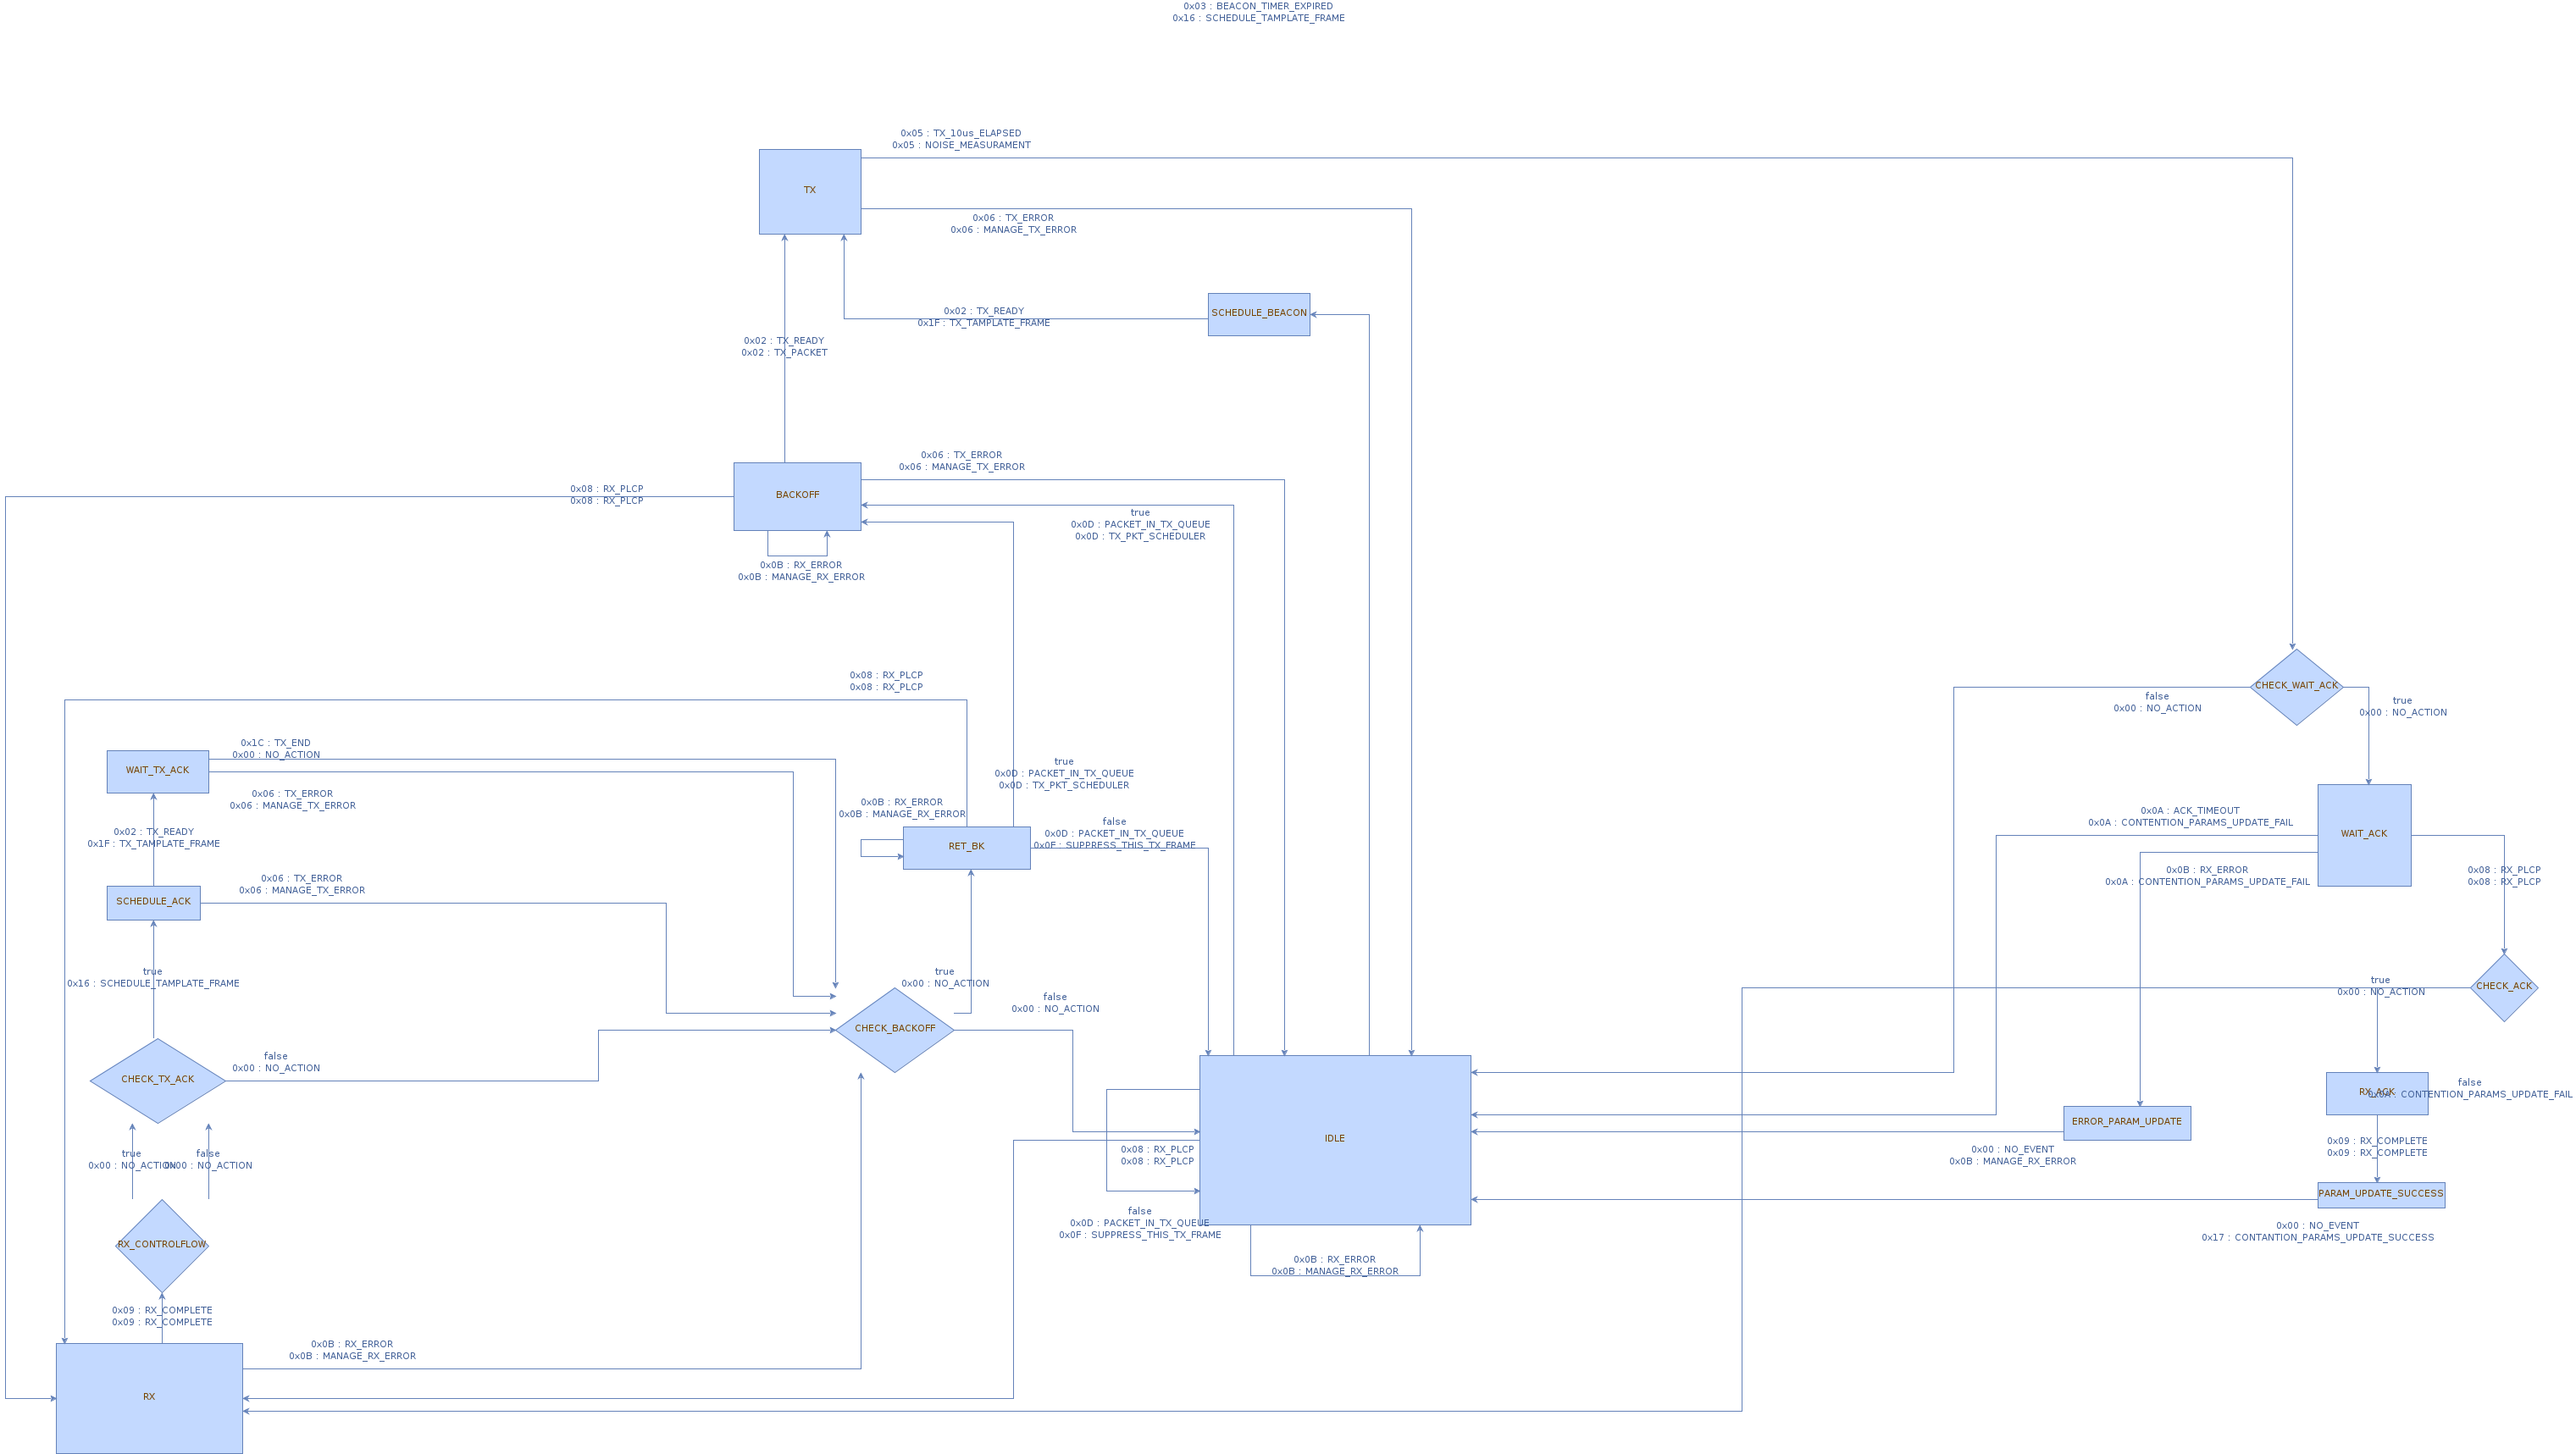 0x03 : BEACON_TIMER_EXPIRED
0x16 : SCHEDULE_TAMPLATE_FRAME
0x05 : TX_10us_ELAPSED
0x05 : NOISE_MEASURAMENT
TX
0x06 : TX_ERROR
0x06 : MANAGE_TX_ERROR
0x02 : TX_READY
0x1F : TX_TAMPLATE_FRAME
SCHEDULE_BEACON
0x02 : TX_READY
0x02 : TX_PACKET
0x06 : TX_ERROR
0x06 : MANAGE_TX_ERROR
0x08 : RX_PLCP
0x08 : RX_PLCP
BACKOFF
true
0x0D : PACKET_IN_TX_QUEUE
0x0D : TX_PKT_SCHEDULER
0x0B : RX_ERROR
0x0B : MANAGE_RX_ERROR
0x08 : RX_PLCP
0x08 : RX_PLCP
CHECK_WAIT_ACK
false
0x00 : NO_ACTION
true
0x00 : NO_ACTION
0x1C : TX_END
0x00 : NO_ACTION
WAIT_TX_ACK
0x06 : TX_ERROR
0x06 : MANAGE_TX_ERROR
true
0x0D : PACKET_IN_TX_QUEUE
0x0D : TX_PKT_SCHEDULER
0x0B : RX_ERROR
0x0B : MANAGE_RX_ERROR
0x02 : TX_READY
0x1F : TX_TAMPLATE_FRAME
false
0x0D : PACKET_IN_TX_QUEUE
0x0F : SUPPRESS_THIS_TX_FRAME
RET_BK
0x0A : ACK_TIMEOUT
0x0A : CONTENTION_PARAMS_UPDATE_FAIL
WAIT_ACK
0x0B : RX_ERROR
0x0A : CONTENTION_PARAMS_UPDATE_FAIL
0x08 : RX_PLCP
0x08 : RX_PLCP
0x06 : TX_ERROR
0x06 : MANAGE_TX_ERROR
SCHEDULE_ACK
true
0x16 : SCHEDULE_TAMPLATE_FRAME
true
0x00 : NO_ACTION
false
0x00 : NO_ACTION
true
0x00 : NO_ACTION
CHECK_ACK
CHECK_BACKOFF
false
0x00 : NO_ACTION
CHECK_TX_ACK
RX_ACK
false
0x0A : CONTENTION_PARAMS_UPDATE_FAIL
ERROR_PARAM_UPDATE
IDLE
true
0x00 : NO_ACTION
false
0x00 : NO_ACTION
0x08 : RX_PLCP
0x08 : RX_PLCP
0x00 : NO_EVENT
0x0B : MANAGE_RX_ERROR
0x09 : RX_COMPLETE
0x09 : RX_COMPLETE
PARAM_UPDATE_SUCCESS
false
0x0D : PACKET_IN_TX_QUEUE
0x0F : SUPPRESS_THIS_TX_FRAME
0x00 : NO_EVENT
0x17 : CONTANTION_PARAMS_UPDATE_SUCCESS
RX_CONTROLFLOW
0x0B : RX_ERROR
0x0B : MANAGE_RX_ERROR
0x09 : RX_COMPLETE
0x09 : RX_COMPLETE
0x0B : RX_ERROR
0x0B : MANAGE_RX_ERROR
RX